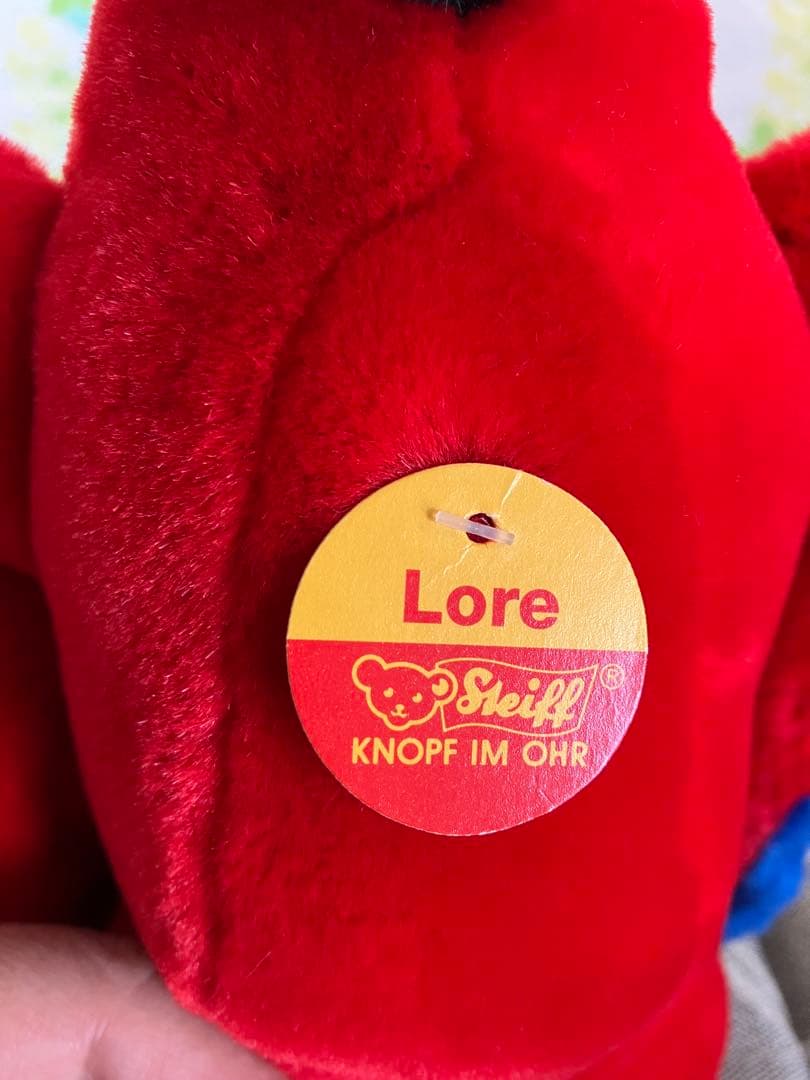 Lore
Steiff ®
KNOPF IM OHR